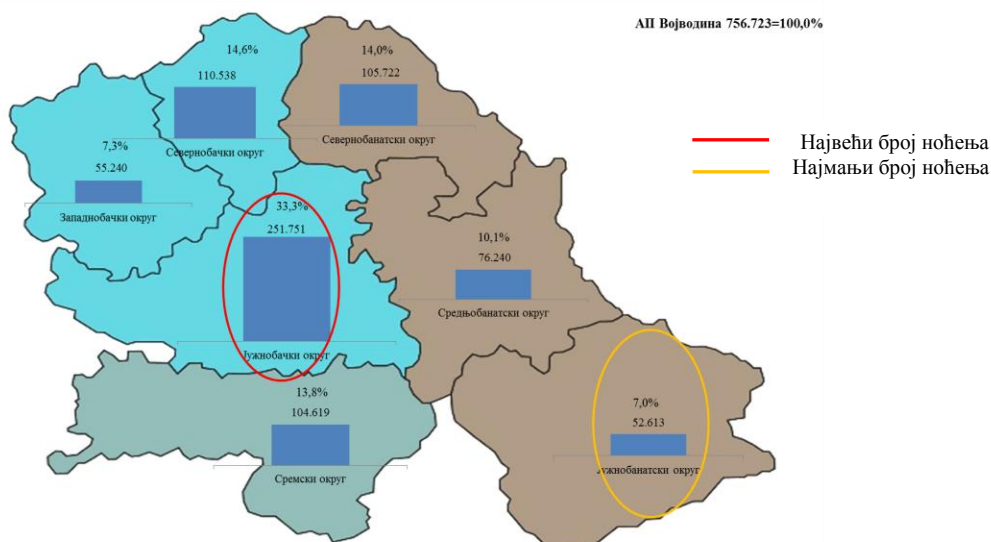 АП Војводина 756.723=100,0%
Највећи број ноћења
Најмањи број ноћења
14,6%
110.538
Севернобачки округ
14,0%
105.722
Севернобанатски округ
7,3%
55.240
Западнобачки округ
33,3%
251.751
Јужнобачки округ
10,1%
76.240
Средњобанатски округ
13,8%
104.619
Сремски округ
7,0%
52.613
Јужнобанатски округ